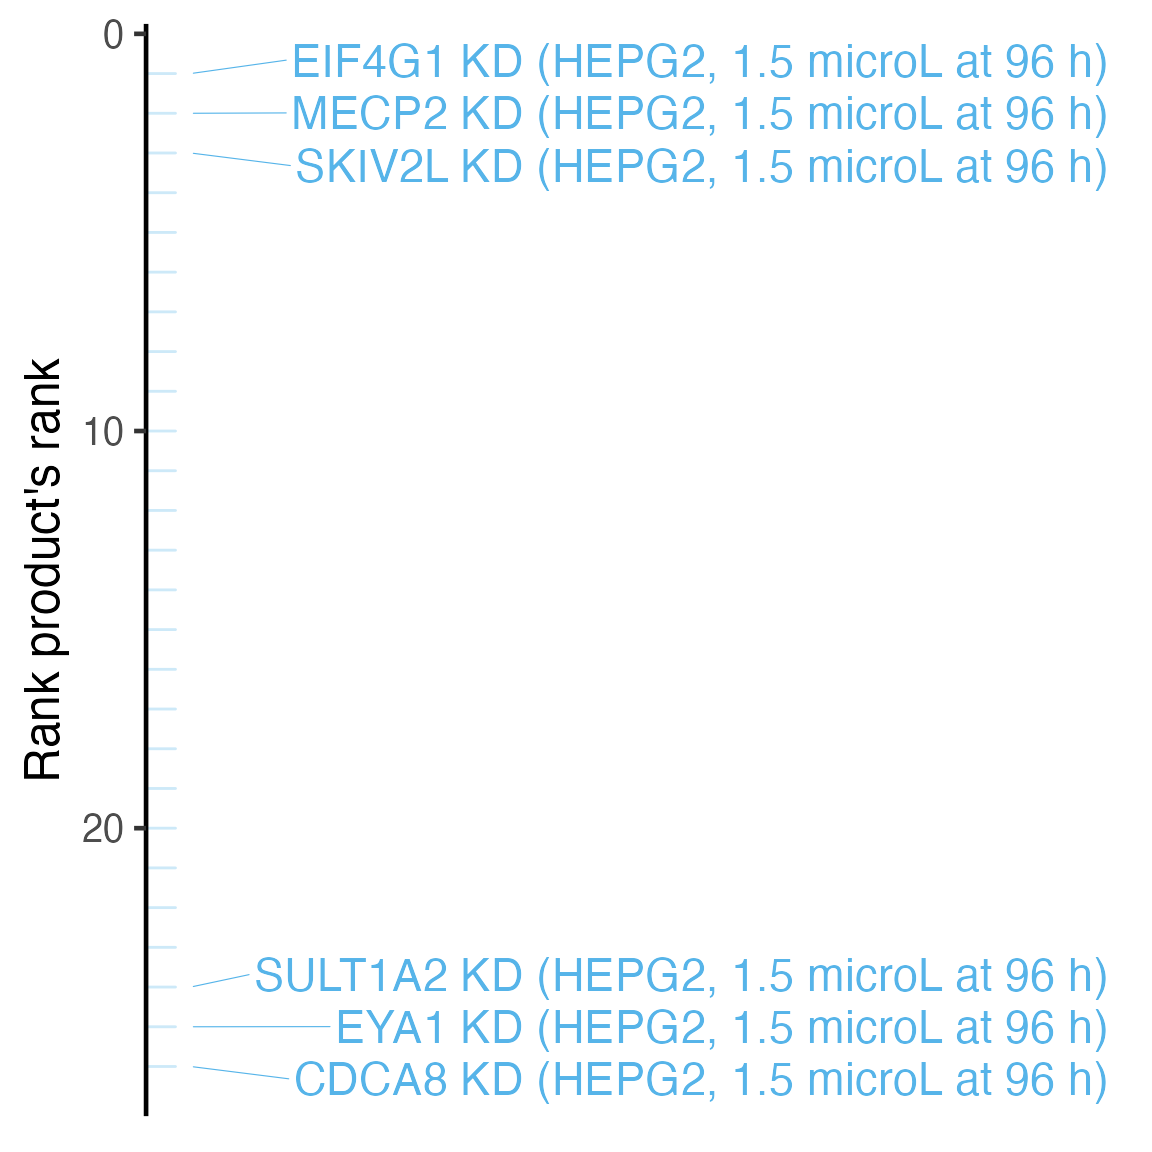 0
EIF4G1 KD (HEPG2, 1.5 microL at 96 h)
MECP2 KD (HEPG2, 1.5 microL at 96 h)
SKIV2L KD (HEPG2, 1.5 microL at 96 h)
Rank product's rank
10
20
SULT1A2 KD (HEPG2, 1.5 microL at 96 h)
EYA1 KD (HEPG2, 1.5 microL at 96 h)
CDCA8 KD (HEPG2, 1.5 microL at 96 h)